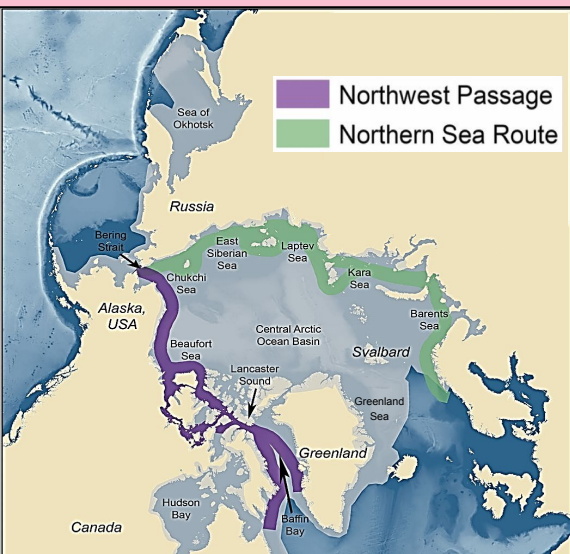 Northwest Passage
Northern Sea Route
Sea of
Okhotsk
Russia
Bering
Strait
East
Siberian
Sea
Laptev
Sea
Chukchi
Sea
Kara
Sea
Alaska,
USA
Barents
Sea
Central Arctic
Ocean Basin
Beaufort
Sea
Svalbard
Lancaster
Sound
Greenland
Sea
Greenland
Hudson
Bay
Baffin
Bay
Canada